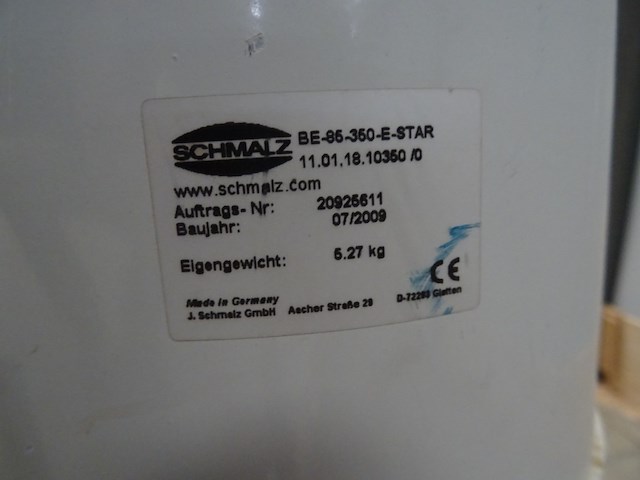 SCHMALZ
BE-85-350-E-STAR
11.01.18.10350 /0
www.schmalz.com
Auftrags- Nr: 20925611
Baujahr: 07/2009
Eigengewicht: 5.27 kg
CE
Made in Germany
J. Schmalz GmbH Aacher Straße 29 D-72293 Glatten